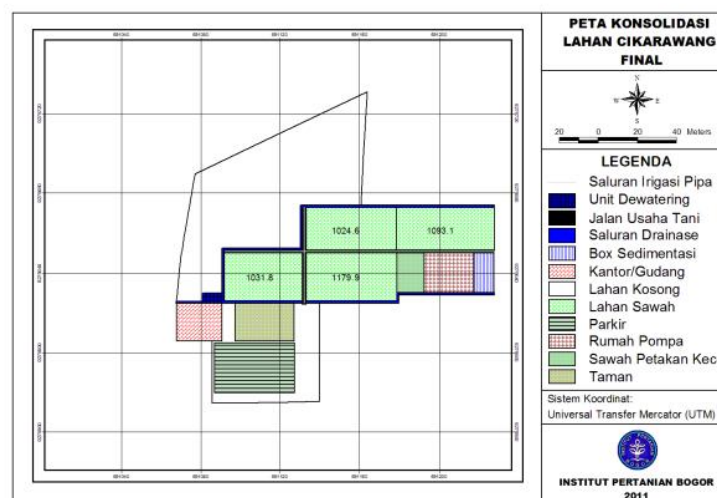 PETA KONSOLIDASI
LAHAN CIKARAWANG
FINAL
N
W
E
S
20 0 20 40 Meters
LEGENDA
Saluran Irigasi Pipa
Unit Dewatering
Jalan Usaha Tani
Saluran Drainase
Box Sedimentasi
Kantor/Gudang
Lahan Kosong
Lahan Sawah
Parkir
Rumah Pompa
Sawah Petakan Kec
Taman
Sistem Koordinat:
Universal Transfer Mercator (UTM)
INSTITUT PERTANIAN BOGOR
2011
1024.6
1093.1
1031.8
1179.9